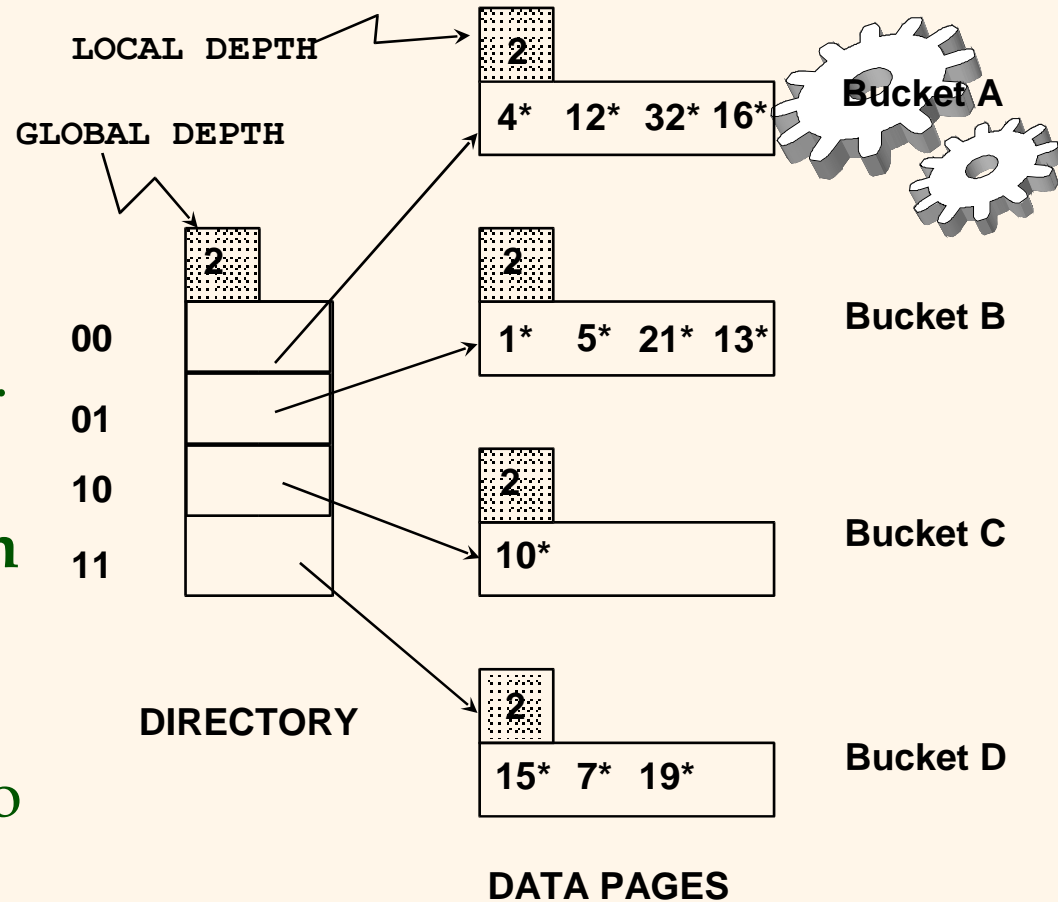 LOCAL DEPTH
GLOBAL DEPTH
2
4* 12* 32* 16*
Bucket A
2
00
01
10
11
2
1* 5* 21* 13*
Bucket B
2
10*
Bucket C
2
15* 7* 19*
Bucket D
DIRECTORY
DATA PAGES
.
n
o